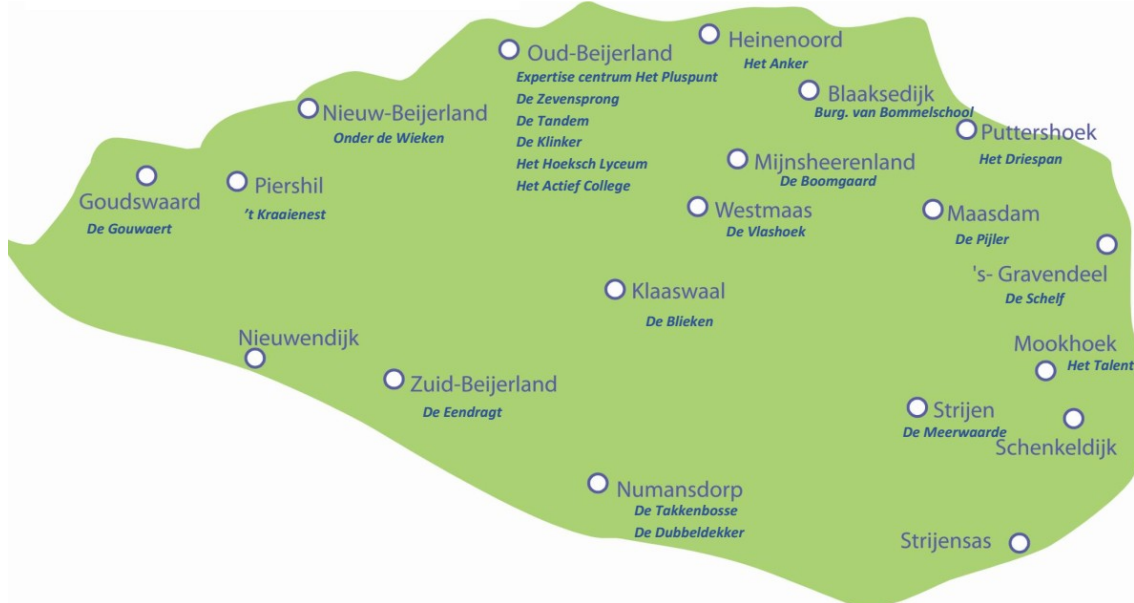 Oud-Beijerland
Expertise centrum Het Pluspunt
De Zevensprong
De Tandem
De Klinker
Het Hoeksch Lyceum
Het Actief College
Heinenoord
Het Anker
Blaaksedijk
Burg. van Bommelschool
Nieuw-Beijerland
Onder de Wieken
Puttershoek
Het Driespan
Mijnsheerenland
De Boomgaard
Goudswaard
De Gouwaert
Piershil
't Kraaienest
Westmaas
De Vlashoek
Maasdam
De Pijler
's- Gravendeel
De Schelf
Klaaswaal
De Blieken
Nieuwendijk
Mookhoek
Het Talent
Zuid-Beijerland
De Eendragt
Strijen
De Meerwaarde
Schenkeldijk
Numansdorp
De Takkenbosse
De Dubbeldekker
Strijensas